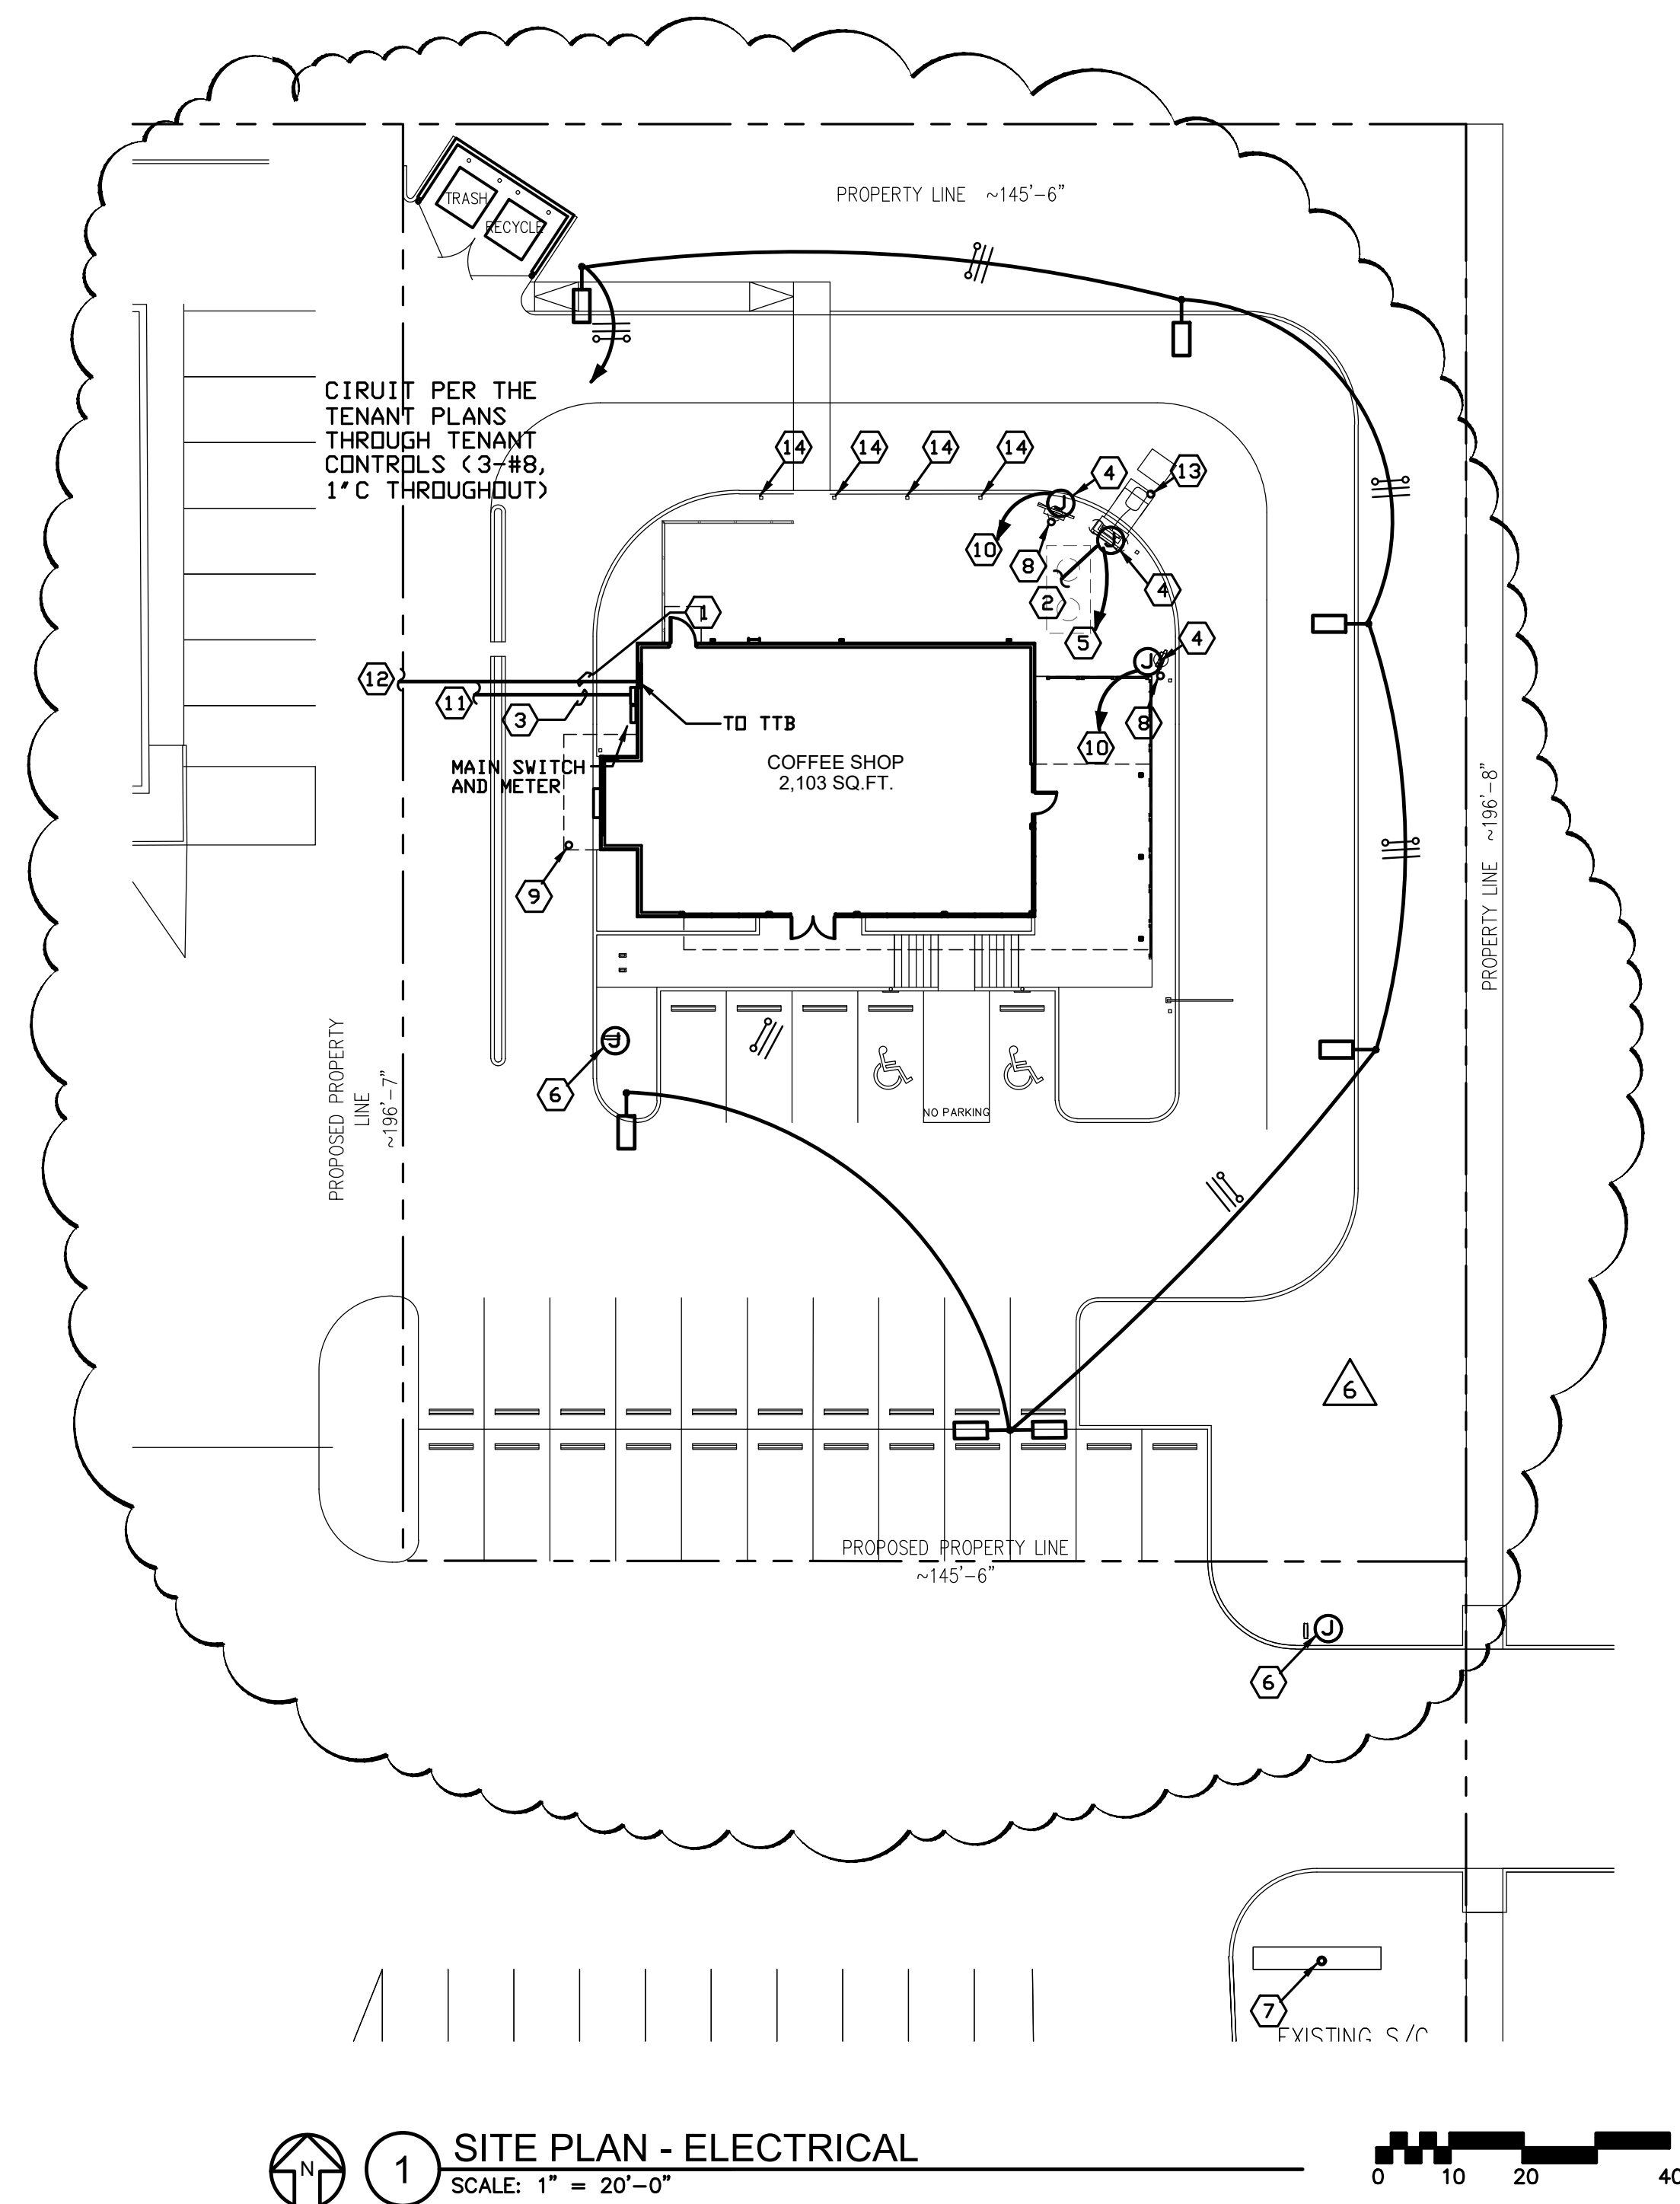 TRASH
RECYCLE
PROPERTY LINE ~145'-6"
CIRUIT PER THE
TENANT PLANS
THROUGH TENANT
CONTROLS (3-#8,
1"C THROUGHOUT)
14
14
14
14
4
13
10
8
4
2
5
1
4
12
11
3
TO TTB
8
10
MAIN SWITCH
AND METER
COFFEE SHOP
2,103 SQ.FT.
9
PROPERTY LINE ~196'-8"
J
J
J
J
6
NO PARKING
PROPOSED PROPERTY
LINE
~196'-7"
6
PROPOSED PROPERTY LINE
~145'-6"
J
6
7
EXISTING S/C
N
1
SITE PLAN - ELECTRICAL
SCALE: 1" = 20'-0"
0 10 20 40